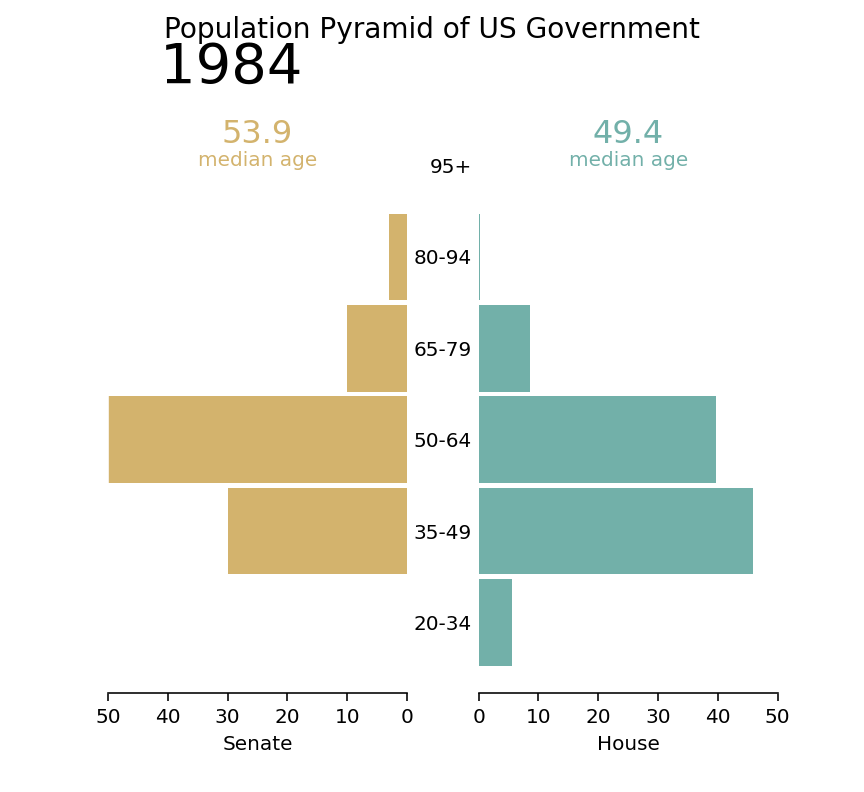 Population Pyramid of US Government
1984
53.9
median age
49.4
median age
95+
80-94
65-79
50-64
35-49
20-34
50 40 30 20 10 0
Senate
0 10 20 30 40 50
House